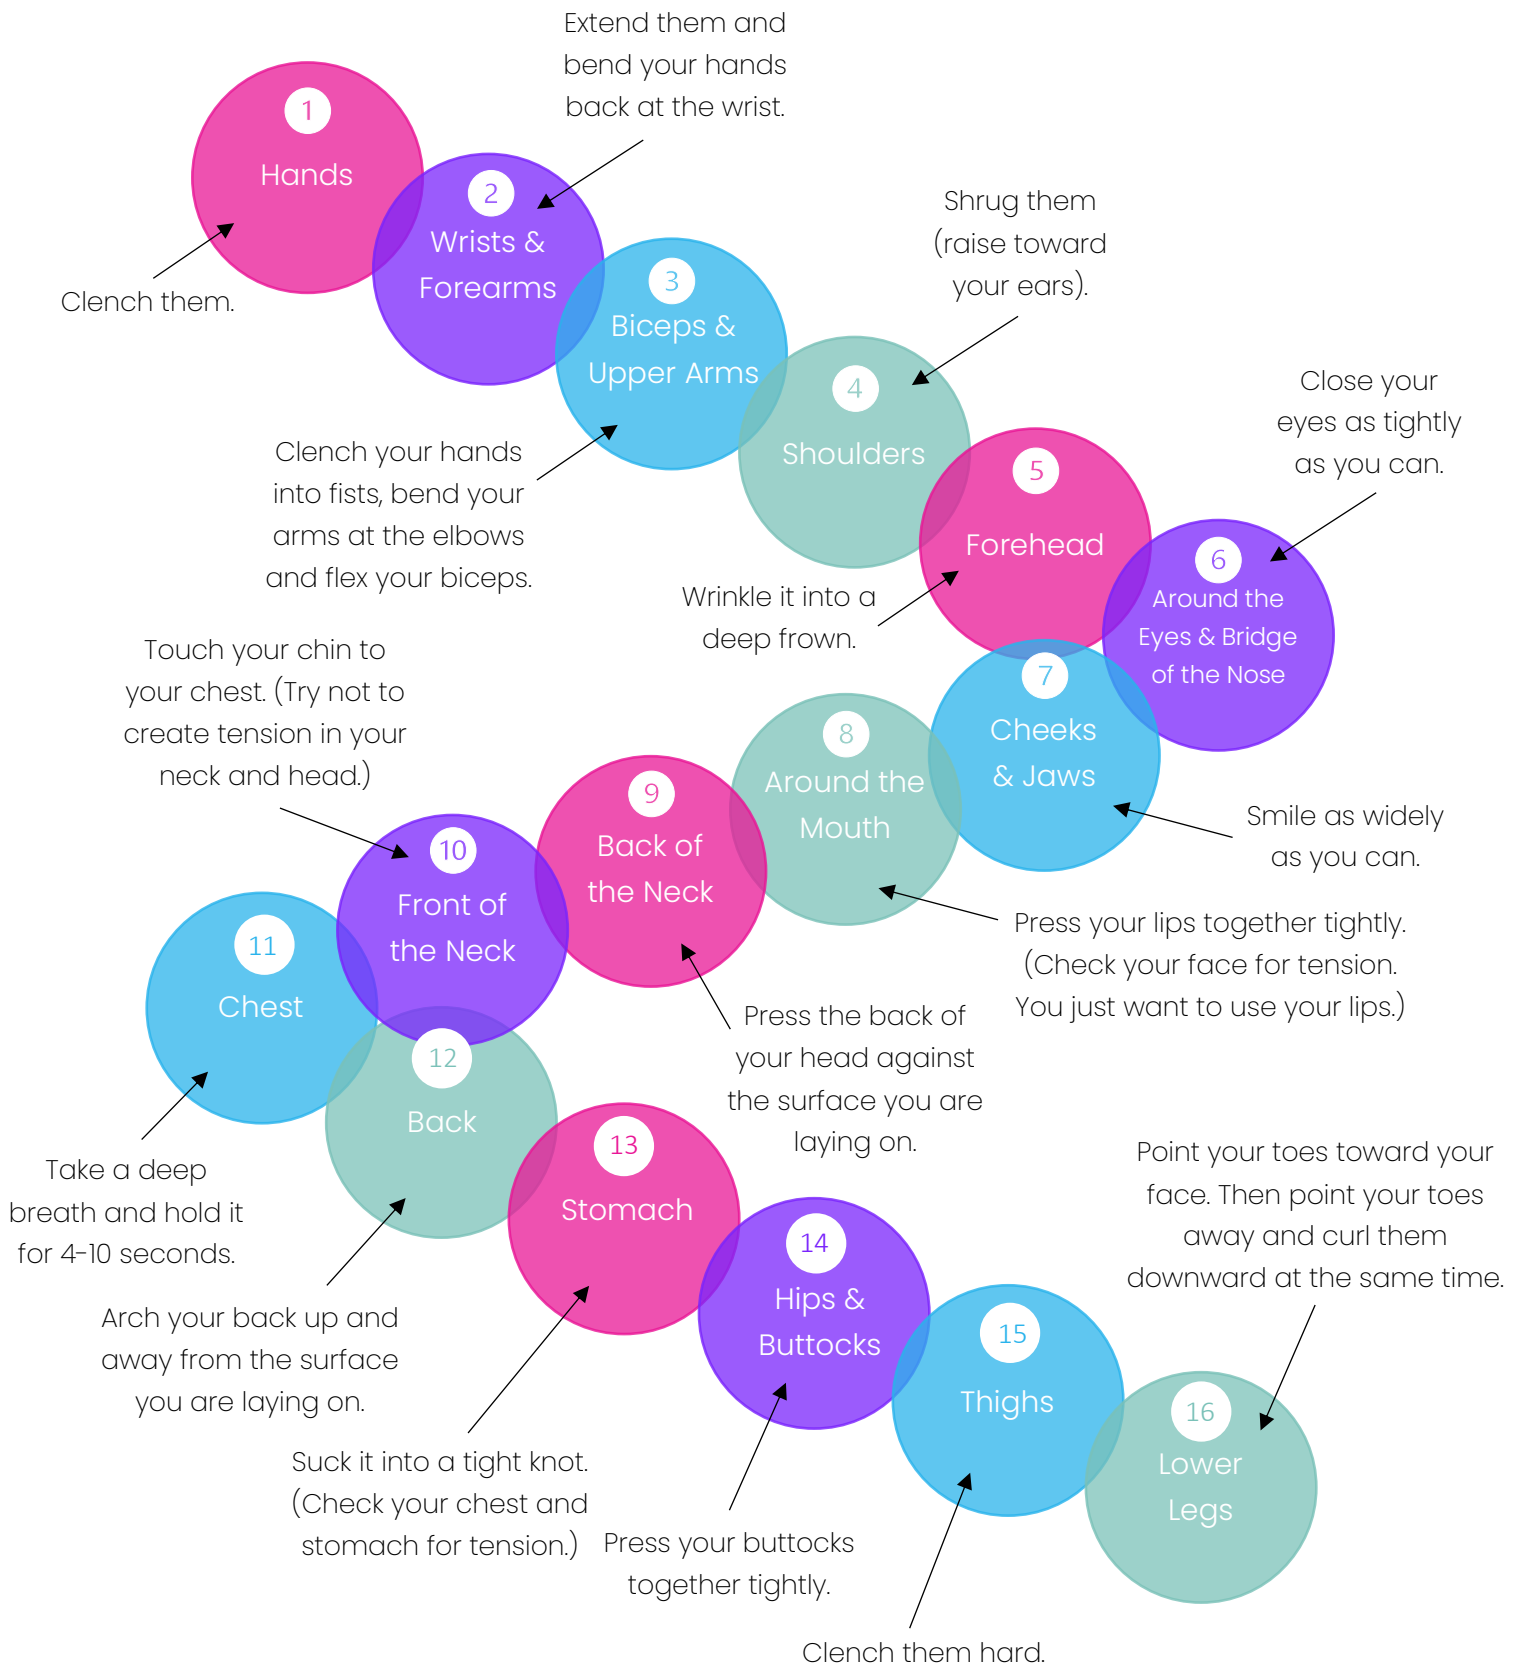 1
Hands
Clench them.
Extend them and
bend your hands
back at the wrist.
2
Wrists &
Forearms
3
Biceps &
Upper Arms
Clench your hands
into fists, bend your
arms at the elbows
and flex your biceps.
Shrug them
(raise toward
your ears).
4
Shoulders
5
Forehead
Wrinkle it into a
deep frown.
Close your
eyes as tightly
as you can.
6
Around the
Eyes & Bridge
of the Nose
7
Cheeks
& Jaws
Smile as widely
as you can.
8
Around the
Mouth
Press your lips together tightly.
(Check your face for tension.
You just want to use your lips.)
9
Back of
the Neck
Press the back of
your head against
the surface you are
laying on.
Touch your chin to
your chest. (Try not to
create tension in your
neck and head.)
10
Front of
the Neck
11
Chest
Take a deep
breath and hold it
for 4-10 seconds.
12
Back
Arch your back up and
away from the surface
you are laying on.
13
Stomach
Suck it into a tight knot.
(Check your chest and
stomach for tension.)
14
Hips &
Buttocks
Press your buttocks
together tightly.
15
Thighs
Clench them hard.
Point your toes toward your
face. Then point your toes
away and curl them
downward at the same time.
16
Lower
Legs